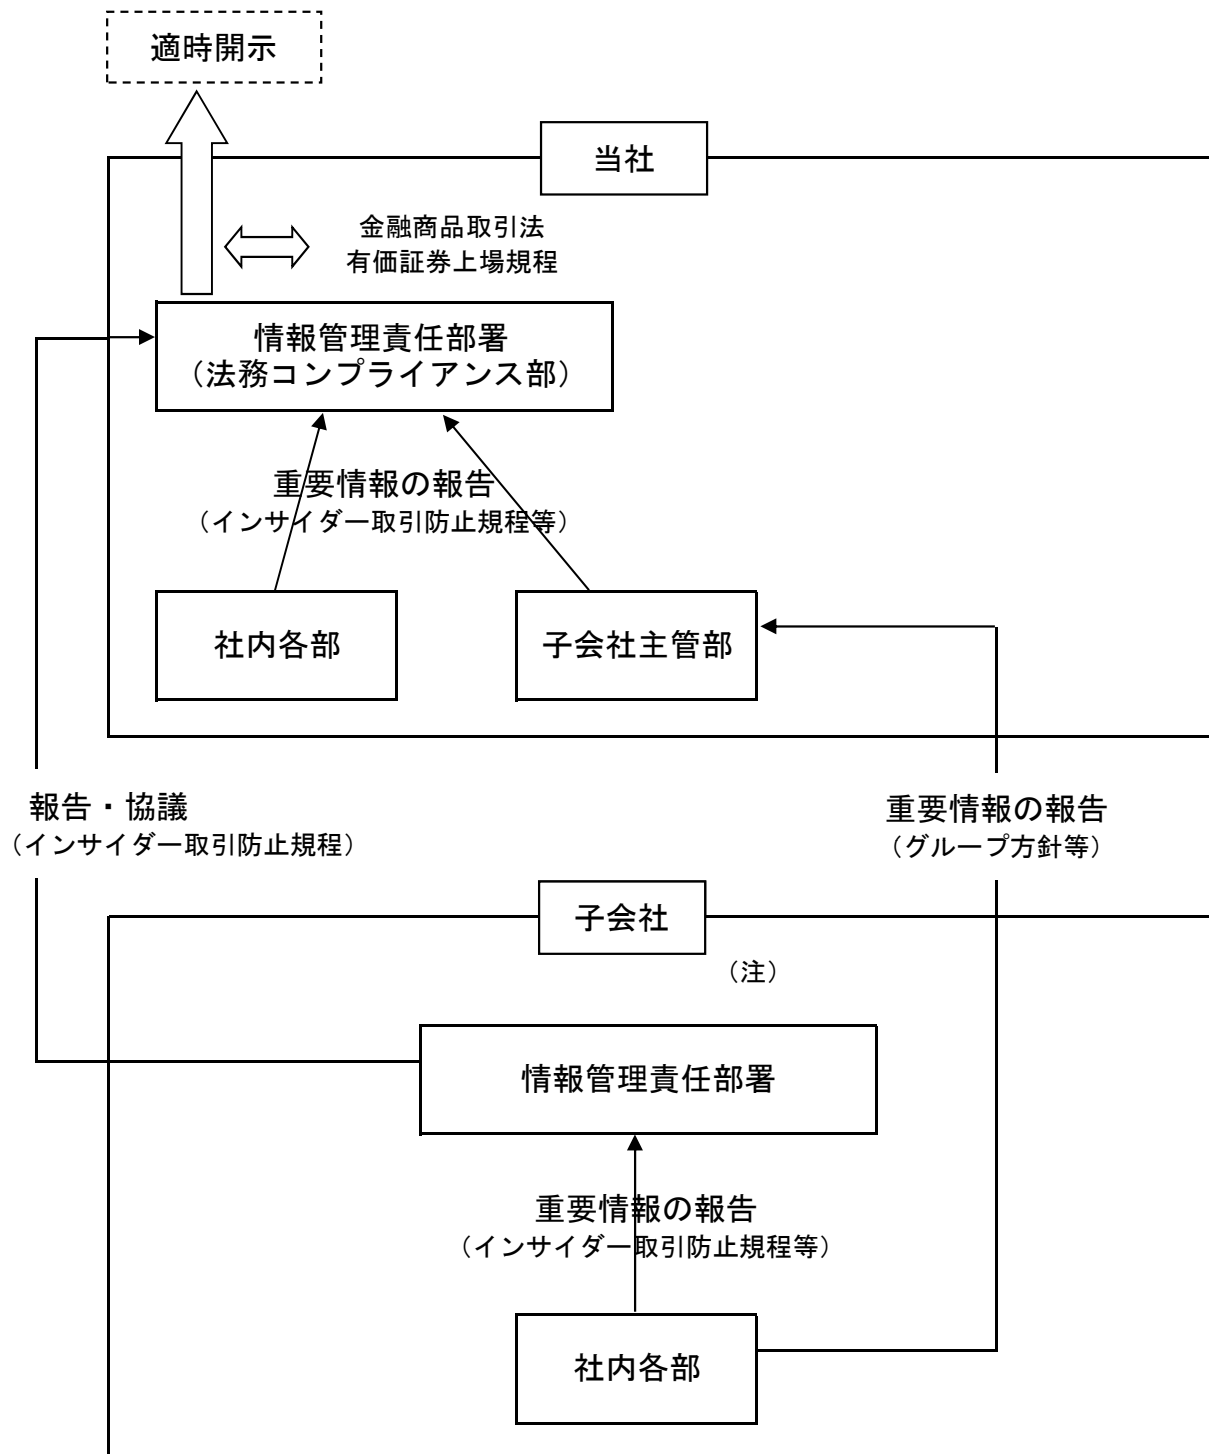 適時開示
当社
金融商品取引法
有価証券上場規程
情報管理責任部署
（法務コンプライアンス部）
重要情報の報告
（インサイダー取引防止規程等）
社内各部
子会社主管部
報告・協議
（インサイダー取引防止規程）
重要情報の報告
（グループ方針等）
子会社
（注）
情報管理責任部署
重要情報の報告
（インサイダー取引防止規程等）
社内各部